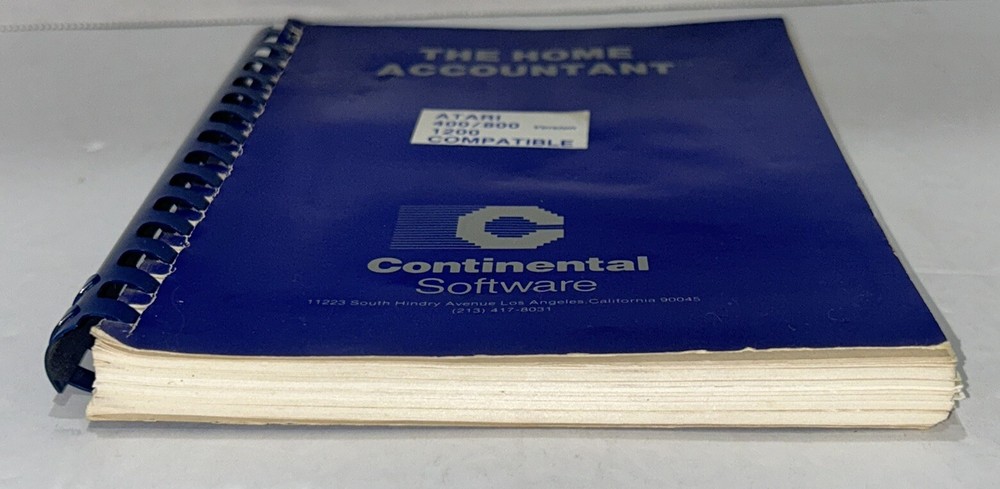 THE HOME
ACCOUNTANT
ATARI
400/800 Version
1200
COMPATIBLE
Continental
Software
11223 South Hindry Avenue Los Angeles, California 90045
(213) 417-8031